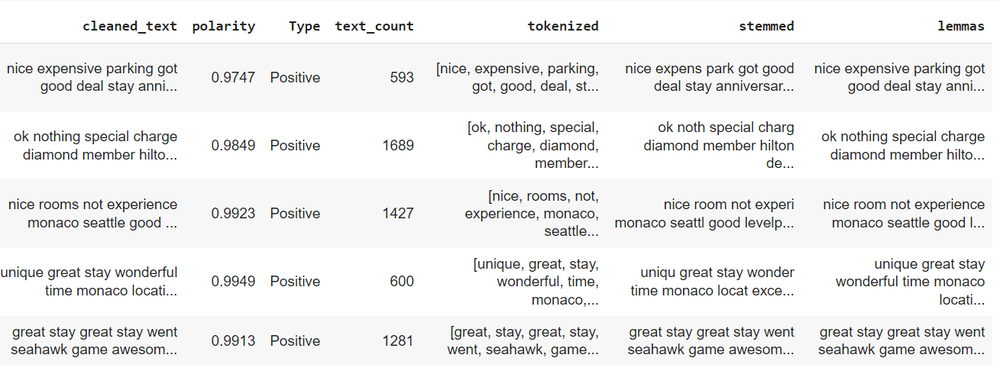 cleaned_text polarity Type text_count tokenized stemmed lemmas
nice expensive parking got good deal stay anni... 0.9747 Positive 593 [nice, expensive, parking, got, good, deal, st... nice expens park got good deal stay anniversar... nice expensive parking got good deal stay anni...
ok nothing special charge diamond member hilto... 0.9849 Positive 1689 [ok, nothing, special, charge, diamond, member... ok noth special charg diamond member hilton de... ok nothing special charge diamond member hilto...
nice rooms not experience monaco seattle good ... 0.9923 Positive 1427 [nice, rooms, not, experience, monaco, seattle... nice room not experi monaco seattl good levelp... nice room not experience monaco seattle good l...
unique great stay wonderful time monaco locati... 0.9949 Positive 600 [unique, great, stay, wonderful, time, monaco,... uniqu great stay wonder time monaco locat exce... unique great stay wonderful time monaco locati...
great stay great stay went seahawk game awesom... 0.9913 Positive 1281 [great, stay, great, stay, went, seahawk, game... great stay great stay went seahawk game awesom... great stay great stay went seahawk game awesom...